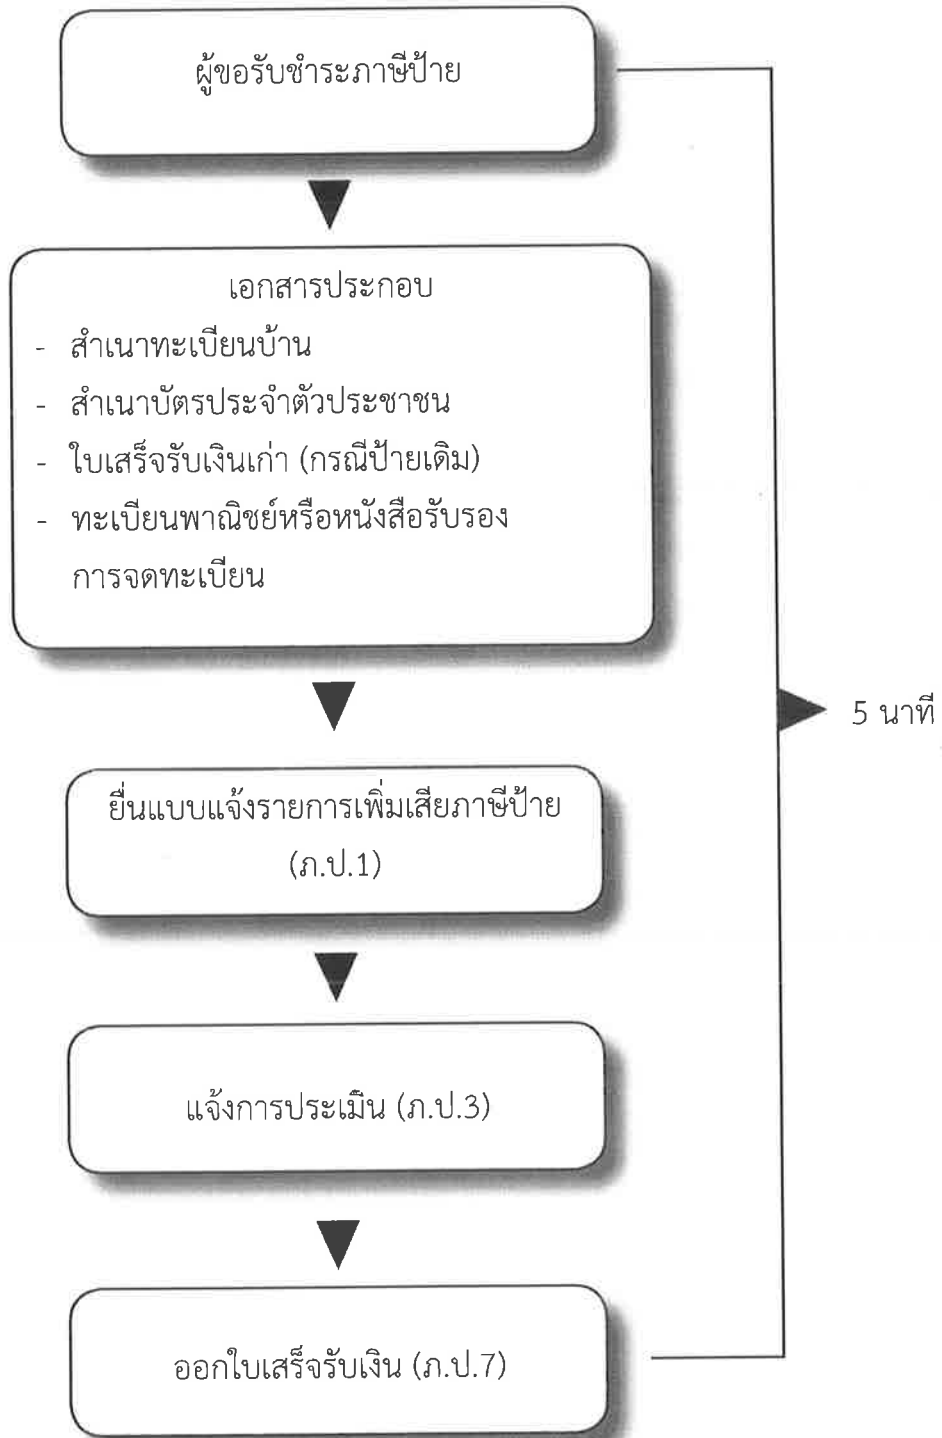 ผู้ขอรับชำระภาษีป้าย
เอกสารประกอบ
- สำเนาทะเบียนบ้าน
- สำเนาบัตรประจำตัวประชาชน
- ใบเสร็จรับเงินเก่า (กรณีป้ายเดิม)
- ทะเบียนพาณิชย์หรือหนังสือรับรอง
การจดทะเบียน
5 นาที
ยื่นแบบแจ้งรายการเพิ่มเสียภาษีป้าย
(ภ.ป.1)
แจ้งการประเมิน (ภ.ป.3)
ออกใบเสร็จรับเงิน (ภ.ป.7)